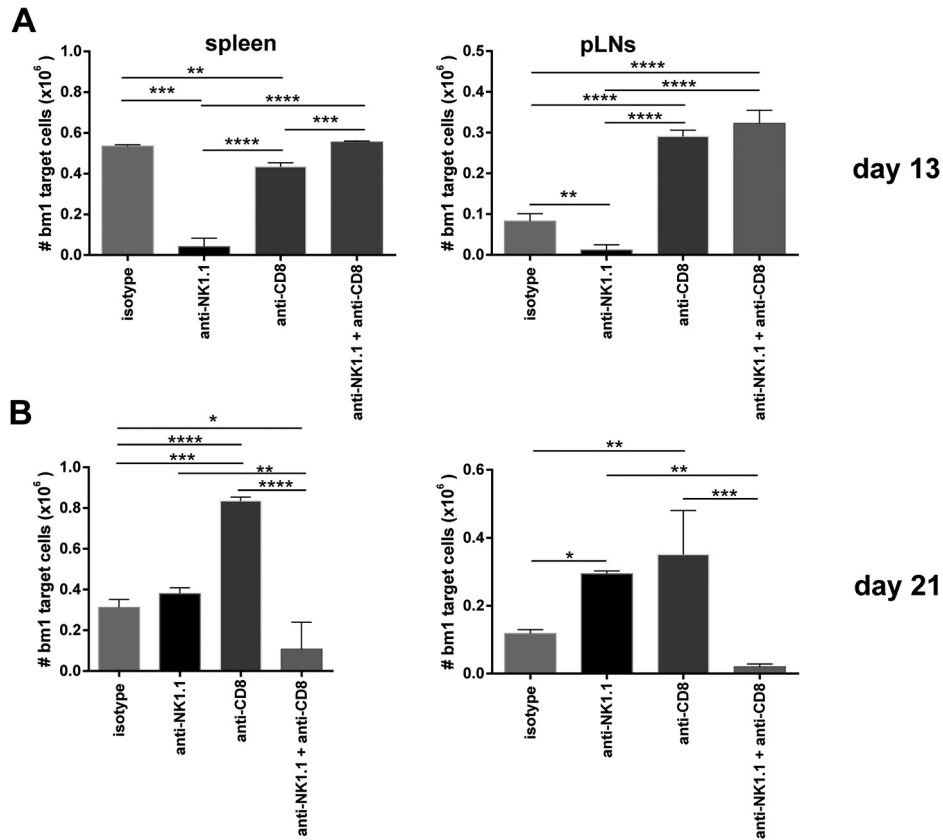 A
spleen
# bm1 target cells (x10⁶ )
1.0
0.8
0.6
0.4
0.2
0.0
**
***
****
***
****
isotype
anti-NK1.1
anti-CD8
anti-NK1.1 + anti-CD8
pLNs
# bm1 target cells (x10⁶ )
0.5
0.4
0.3
0.2
0.1
0.0
****
****
****
****
**
isotype
anti-NK1.1
anti-CD8
anti-NK1.1 + anti-CD8
day 13
B
# bm1 target cells (x10⁶ )
1.0
0.8
0.6
0.4
0.2
0.0
*
****
***
**
****
isotype
anti-NK1.1
anti-CD8
anti-NK1.1 + anti-CD8
# bm1 target cells (x10⁶ )
0.6
0.4
0.2
0.0
**
**
***
*
isotype
anti-NK1.1
anti-CD8
anti-NK1.1 + anti-CD8
day 21